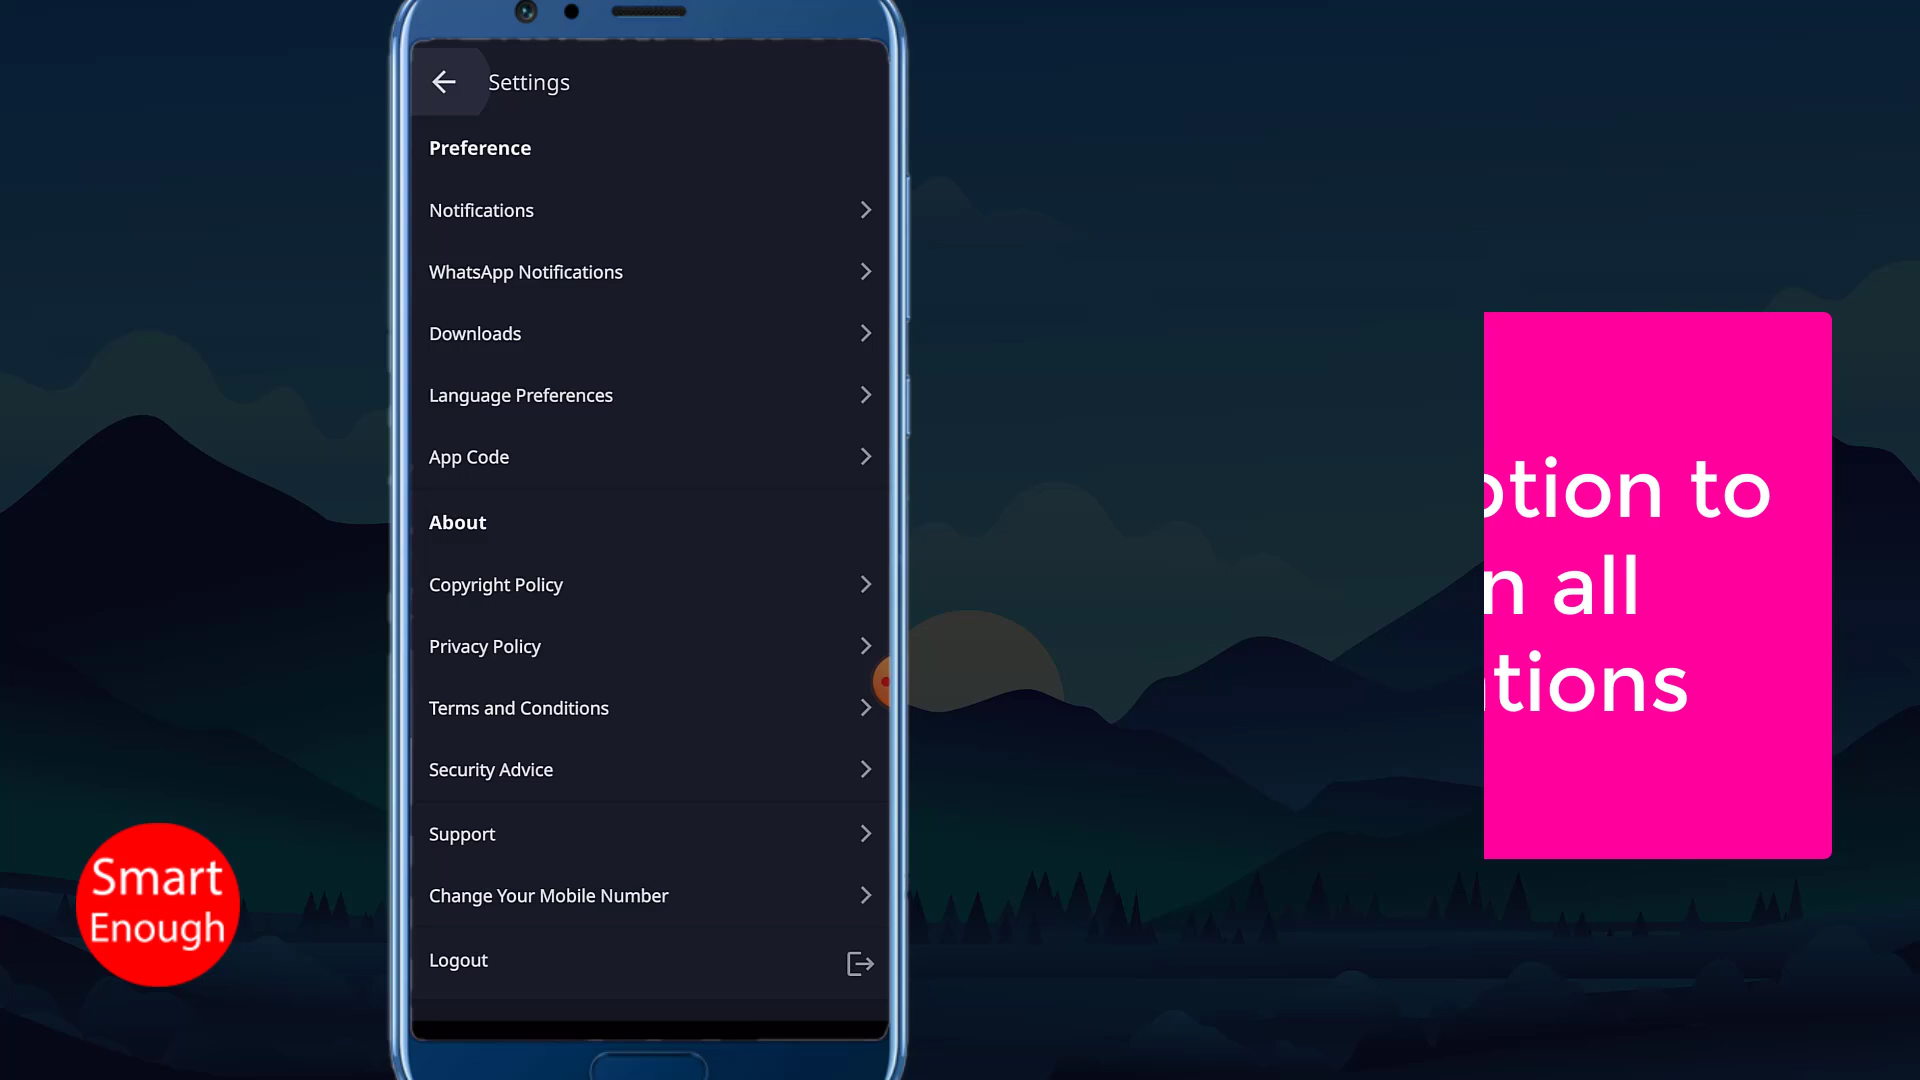 Settings
Preference
Notifications
WhatsApp Notifications
Downloads
Language Preferences
App Code
About
Copyright Policy
Privacy Policy
Terms and Conditions
Security Advice
Support
Change Your Mobile Number
Logout
Smart
Enough
ption to
n all
tions